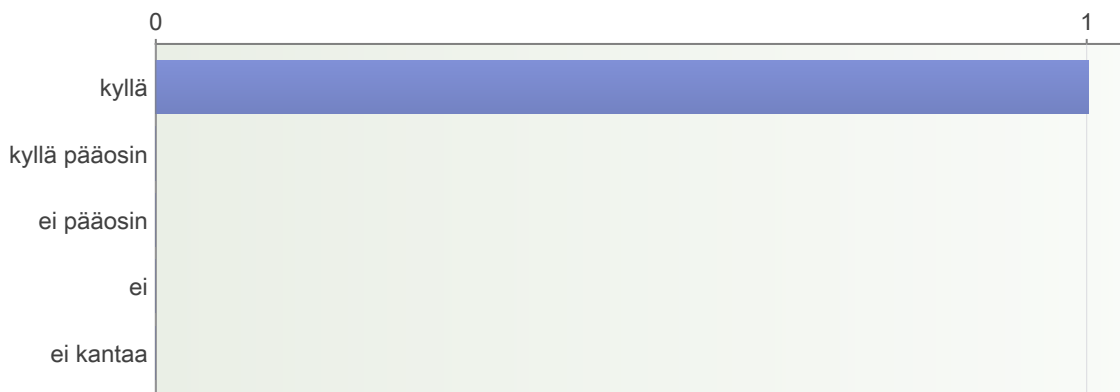 0 1
kyllä
kyllä pääosin
ei pääosin
ei
ei kantaa